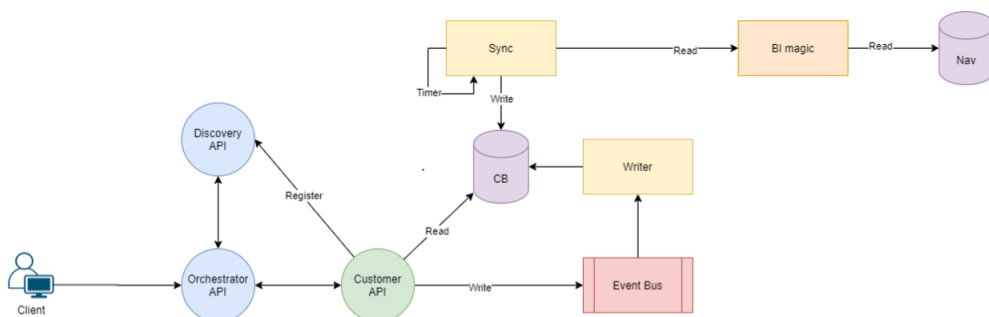 Sync
Read
BI magic
Read
Nav
Timer
Write
Discovery
API
CB
Writer
Register
Read
Orchestrator
API
Customer
API
Write
Event Bus
Client